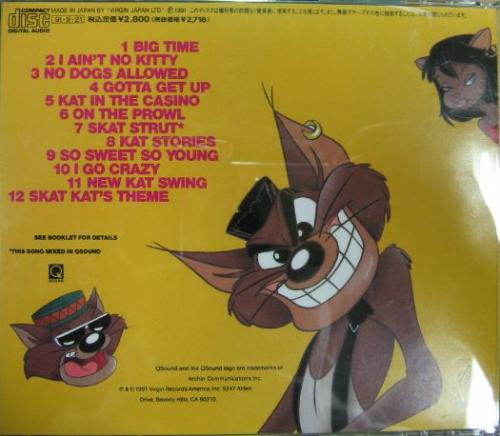 COMPACT disc DIGITAL AUDIO
MADE IN JAPAN BY "VIRGIN JAPAN LTD" ℗ 1991
91·9·21 税込定価 ¥2,800 (税抜価格 ¥2,718)
1 BIG TIME
2 I AIN'T NO KITTY
3 NO DOGS ALLOWED
4 GOTTA GET UP
5 KAT IN THE CASINO
6 ON THE PROWL
7 SKAT STRUT*
8 KAT STORIES
9 SO SWEET SO YOUNG
10 I GO CRAZY
11 NEW KAT SWING
12 SKAT KAT'S THEME
SEE BOOKLET FOR DETAILS
*THIS SONG MIXED IN QSOUND
Q
QSound and the QSound logo are trademarks of
Archer Communications Inc.
℗ & © 1991 Virgin Records America, Inc. 9247 Alden
Drive, Beverly Hills, CA 90210